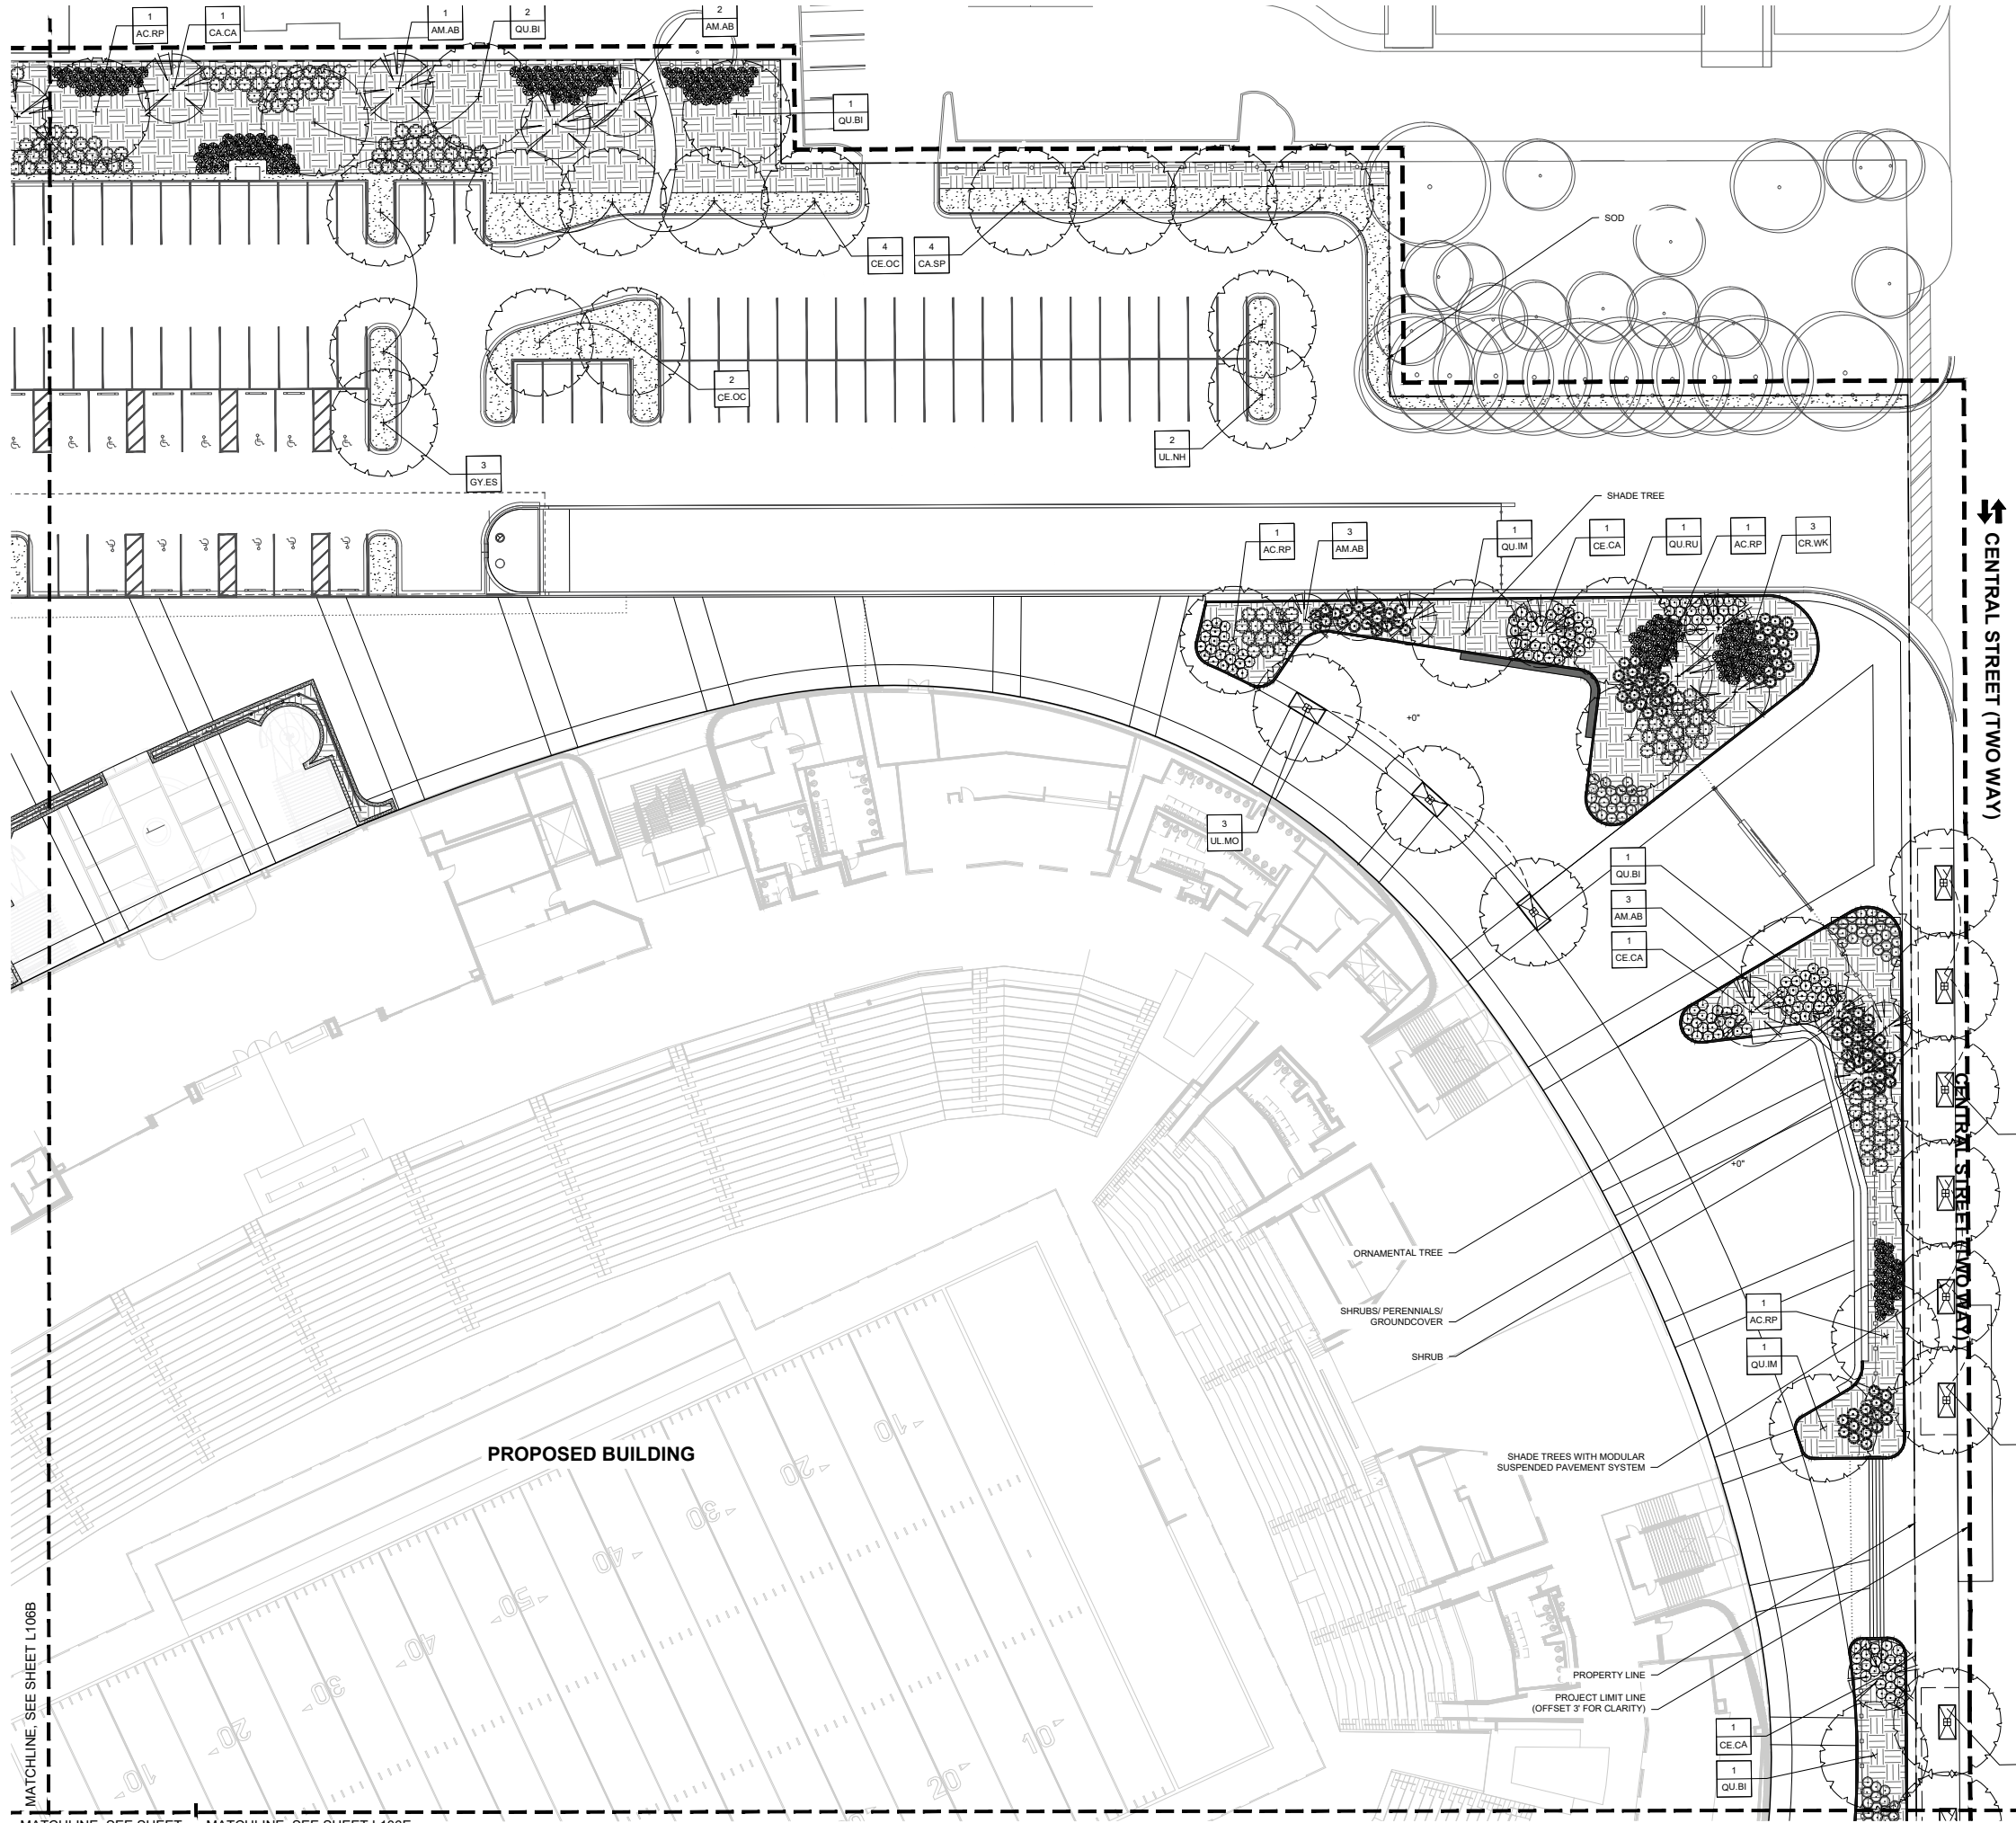 1
AC.RP
1
CA.CA
1
AM.AB
2
QU.BI
2
AM.AB
1
QU.BI
4
CE.OC
4
CA.SP
SOD
2
CE.OC
2
UL.NH
3
GY.ES
SHADE TREE
1
AC.RP
3
AM.AB
1
QU.IM
1
CE.CA
1
QU.RU
1
AC.RP
3
CR.WK
CENTRAL STREET (TWO WAY)
+0"
3
UL.MO
1
QU.BI
3
AM.AB
1
CE.CA
CENTRAL STREET (TWO WAY)
+0"
ORNAMENTAL TREE
SHRUBS/ PERENNIALS/
GROUNDCOVER
SHRUB
1
AC.RP
1
QU.IM
PROPOSED BUILDING
SHADE TREES WITH MODULAR
SUSPENDED PAVEMENT SYSTEM
10
20
30
40
50
40
30
20
10
10
20
PROPERTY LINE
PROJECT LIMIT LINE
(OFFSET 3' FOR CLARITY)
1
CE.CA
1
QU.BI
MATCHLINE, SEE SHEET L106B
MATCHLINE, SEE SHEET
MATCHLINE, SEE SHEET